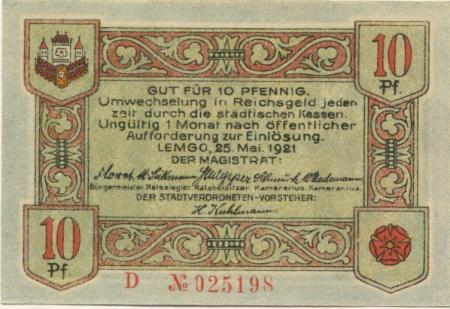 10
Pf.
GUT FÜR 10 PFENNIG.
Umwechselung in Reichsgeld jeder-
zeit durch die städtischen Kassen.
Ungültig 1 Monat nach öffentlicher
Aufforderung zur Einlösung.
LEMGO, 25. Mai. 1921
DER MAGISTRAT:
Bürgermeister. Ratssiegler. Ratsbeisitzer. Kamerarius. Kamerarius.
DER STADTVERORDNETEN-VORSTEHER:
H. Kuhlmann
10
Pf.
D № 025198